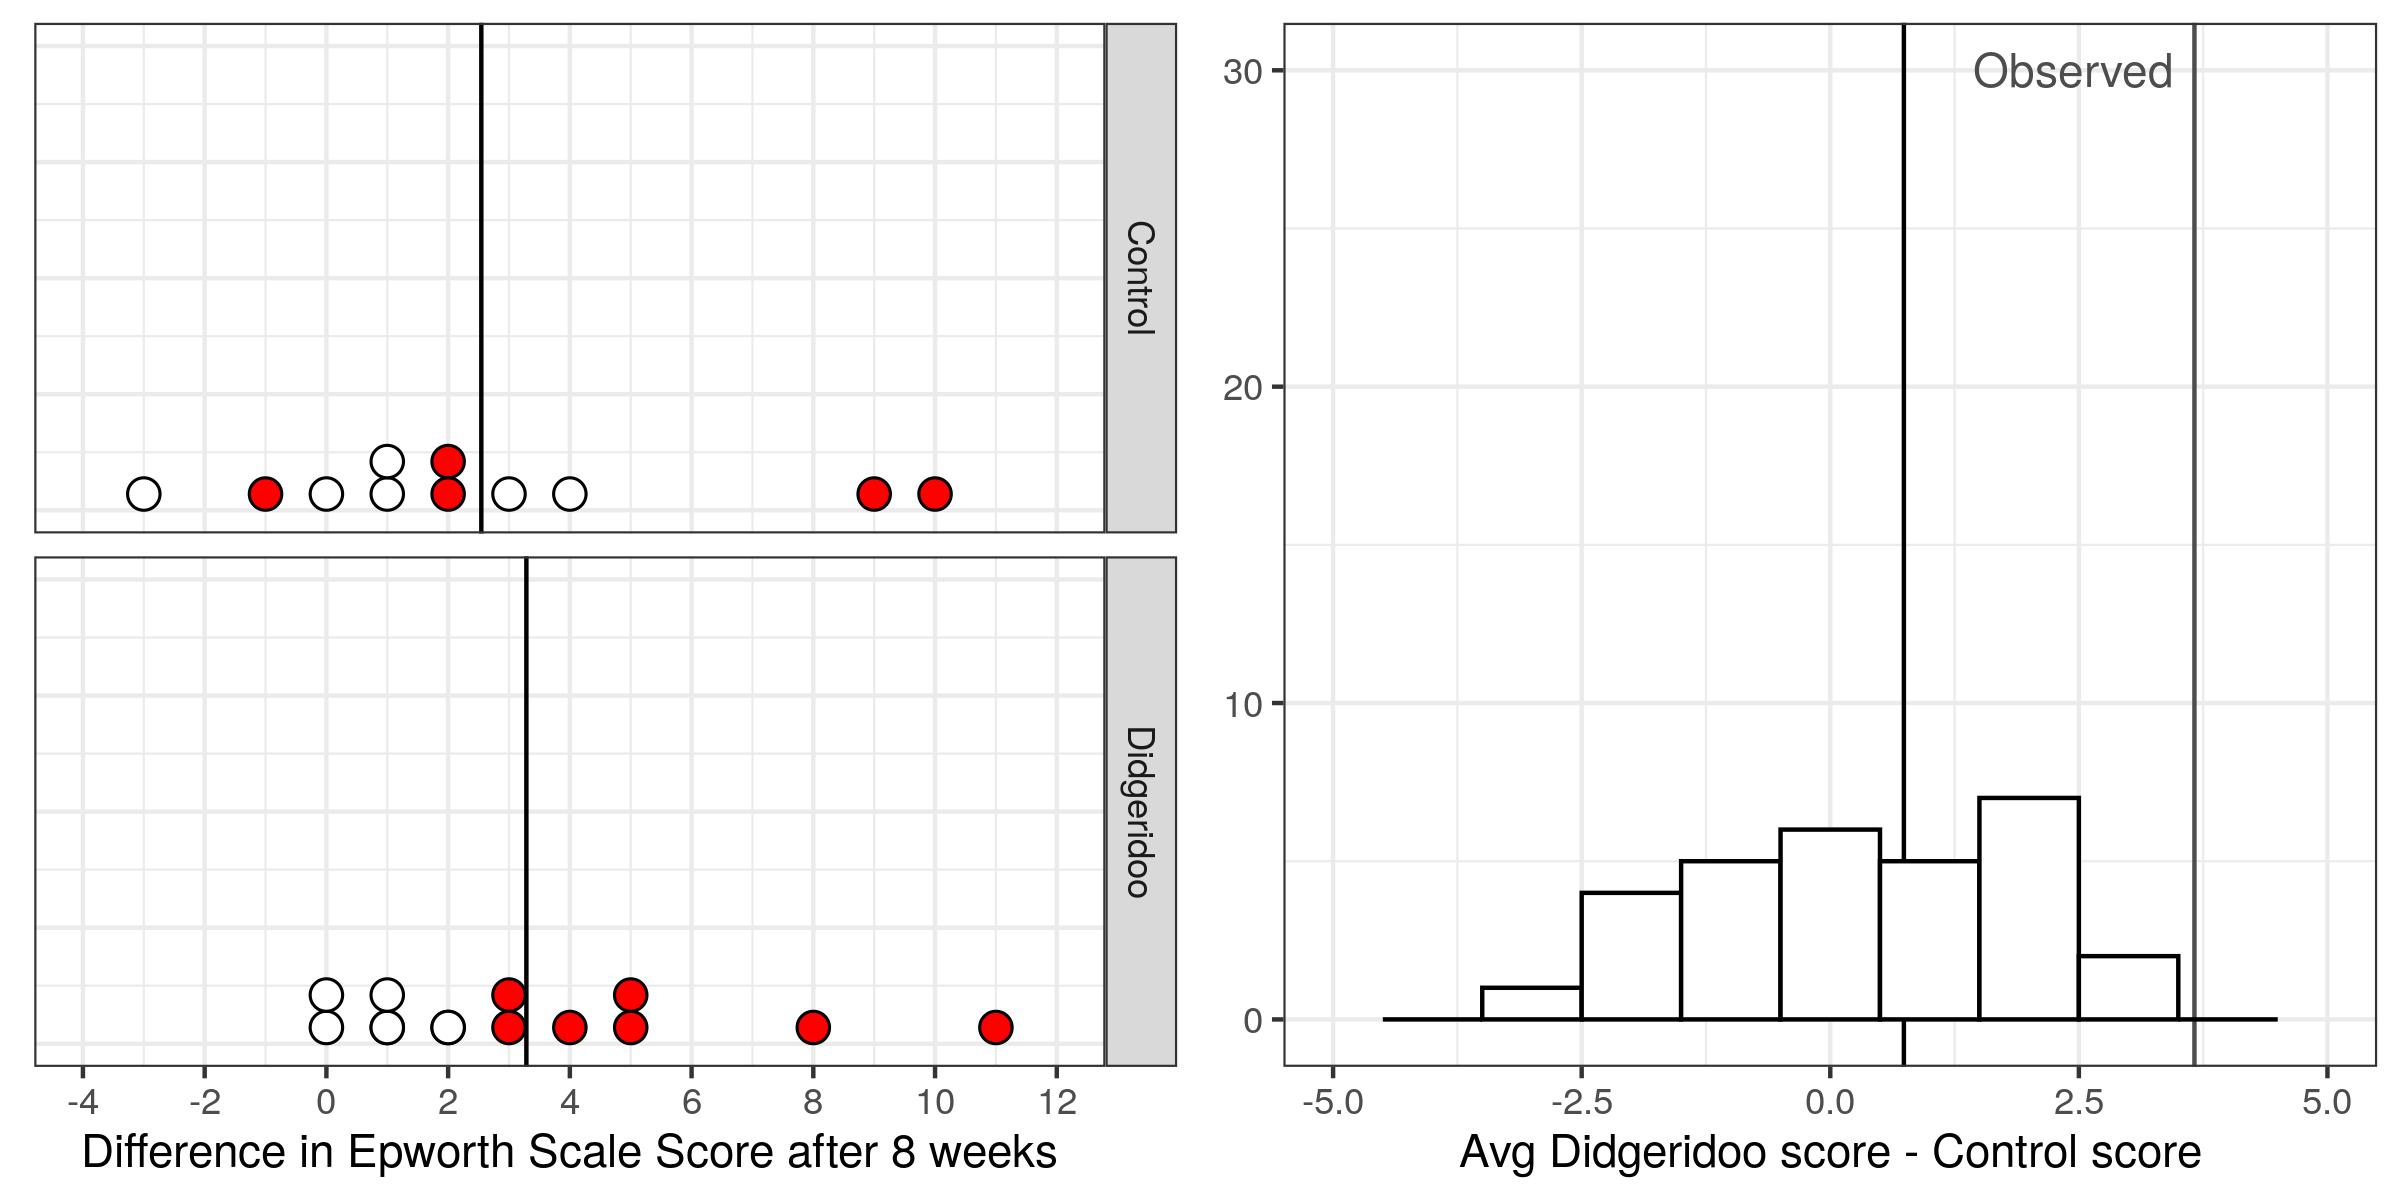 Control
Didgeridoo
-4 -2 0 2 4 6 8 10 12
Difference in Epworth Scale Score after 8 weeks
Observed
30
20
10
0
-5.0 -2.5 0.0 2.5 5.0
Avg Didgeridoo score - Control score